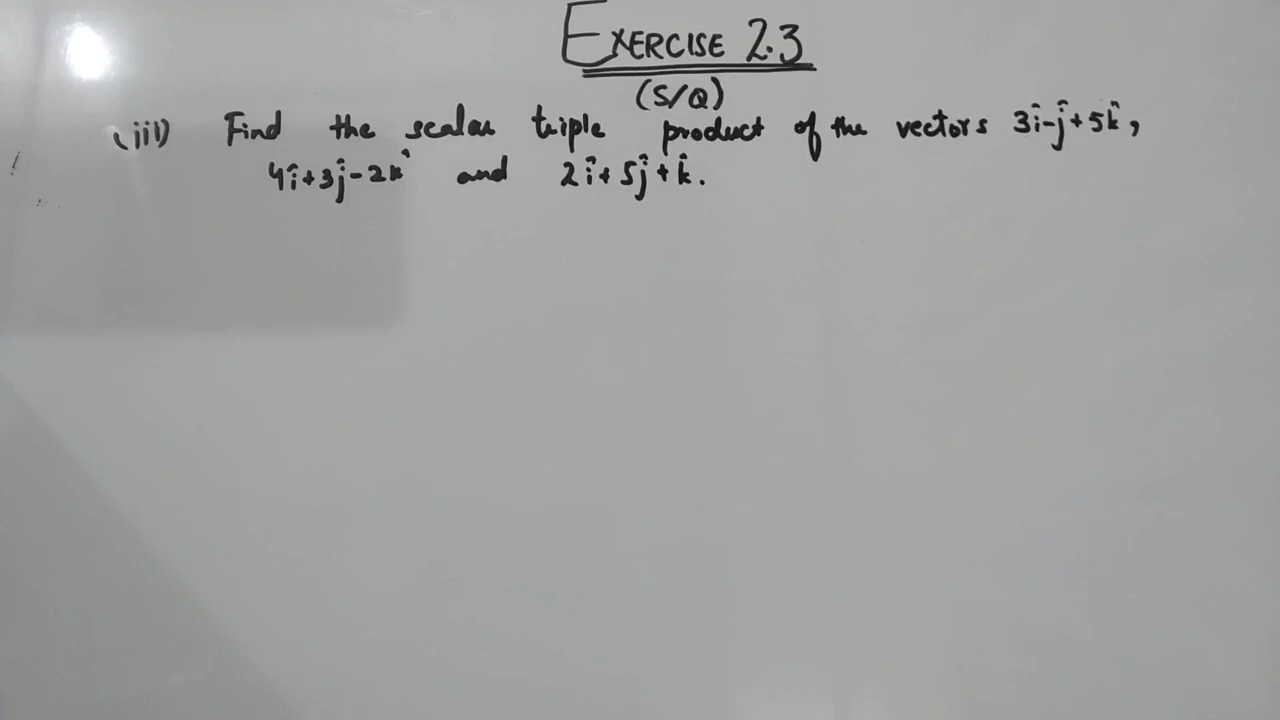 EXERCISE 2.3
(S/Q)
(iii) Find the scalar triple product of the vectors 3î-ĵ+5k̂,
4î+3ĵ-2k̂ and 2î+5ĵ+k̂.